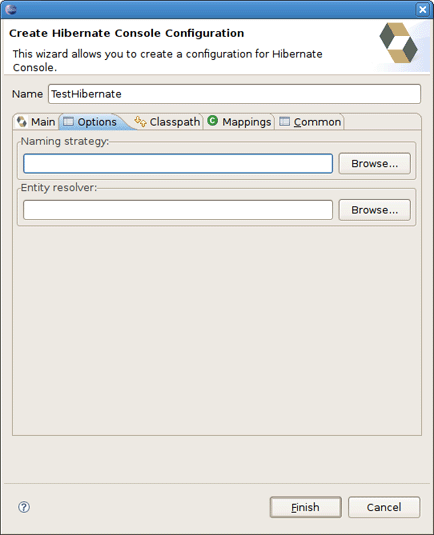 Create Hibernate Console Configuration
This wizard allows you to create a configuration for Hibernate
Console.
Name TestHibernate
Main Options Classpath C Mappings Common
Naming strategy:
Browse...
Entity resolver:
Browse...
? Finish Cancel